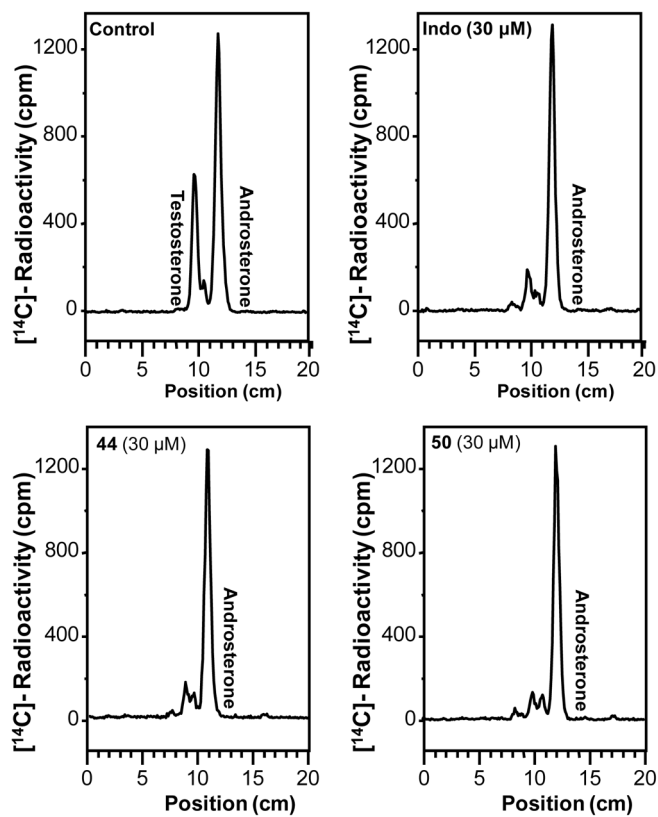 Control
[¹⁴C]- Radioactivity (cpm)
1200
800
400
0
Testosterone
Androsterone
0 5 10 15 20
Position (cm)
Indo (30 µM)
[¹⁴C]- Radioactivity (cpm)
1200
800
400
0
Androsterone
0 5 10 15 20
Position (cm)
44 (30 µM)
[¹⁴C]- Radioactivity (cpm)
1200
800
400
0
Androsterone
0 5 10 15 20
Position (cm)
50 (30 µM)
[¹⁴C]- Radioactivity (cpm)
1200
800
400
0
Androsterone
0 5 10 15 20
Position (cm)